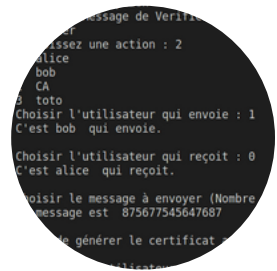 message de Verifi
issez une action : 2
alice
bob
CA
3 toto
Choisir l'utilisateur qui envoie : 1
C'est bob qui envoie.
Choisir l'utilisateur qui reçoit : 0
C'est alice qui reçoit.
oisir le message à envoyer (Nombre
message est 875677545647687
de générer le certificat